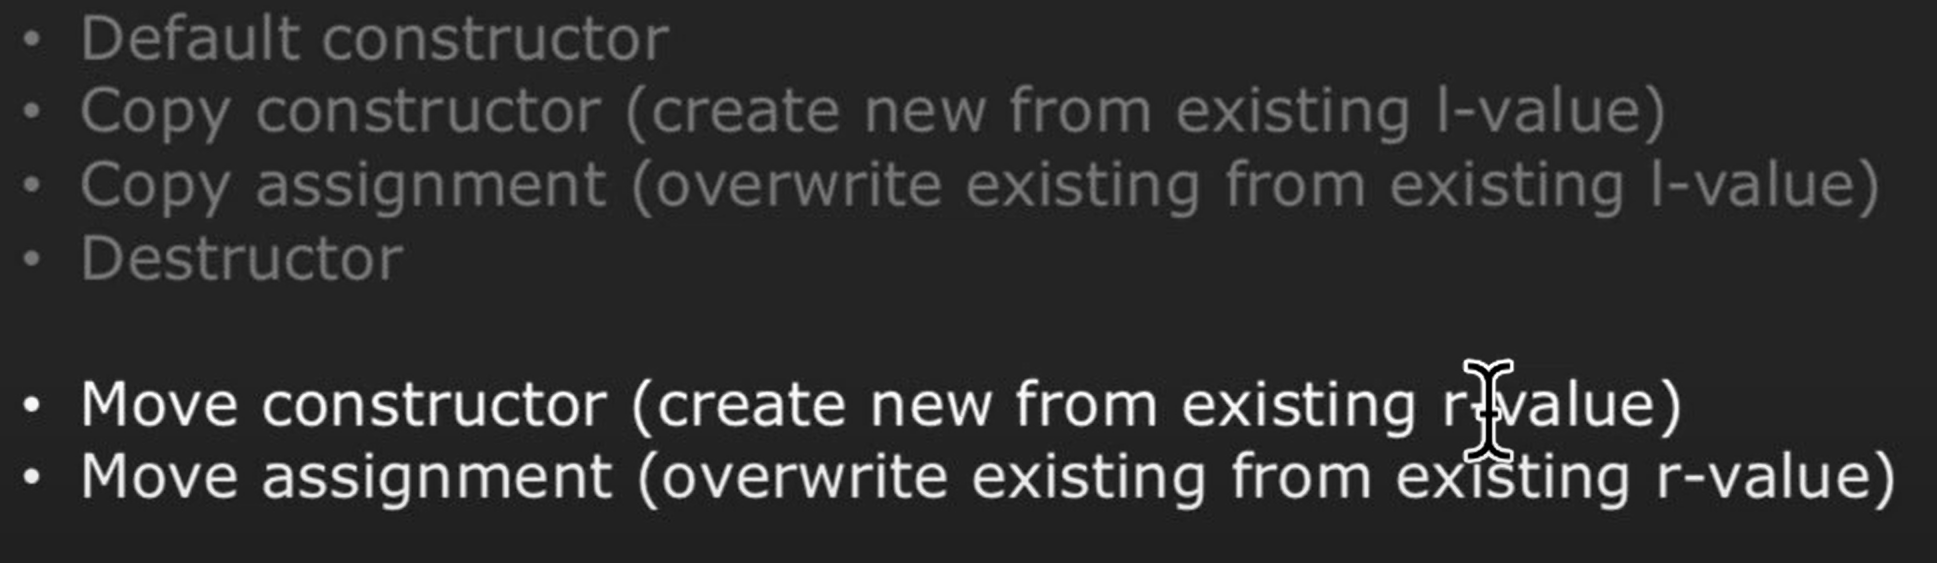 • Default constructor
• Copy constructor (create new from existing l-value)
• Copy assignment (overwrite existing from existing l-value)
• Destructor
• Move constructor (create new from existing r-value)
• Move assignment (overwrite existing from existing r-value)